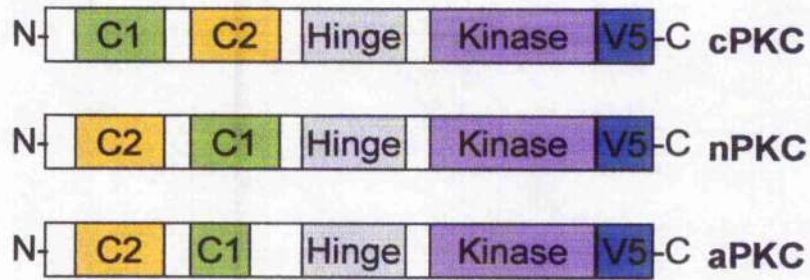 N- C1 C2 Hinge Kinase V5 -C cPKC
N- C2 C1 Hinge Kinase V5 -C nPKC
N- C2 C1 Hinge Kinase V5 -C aPKC